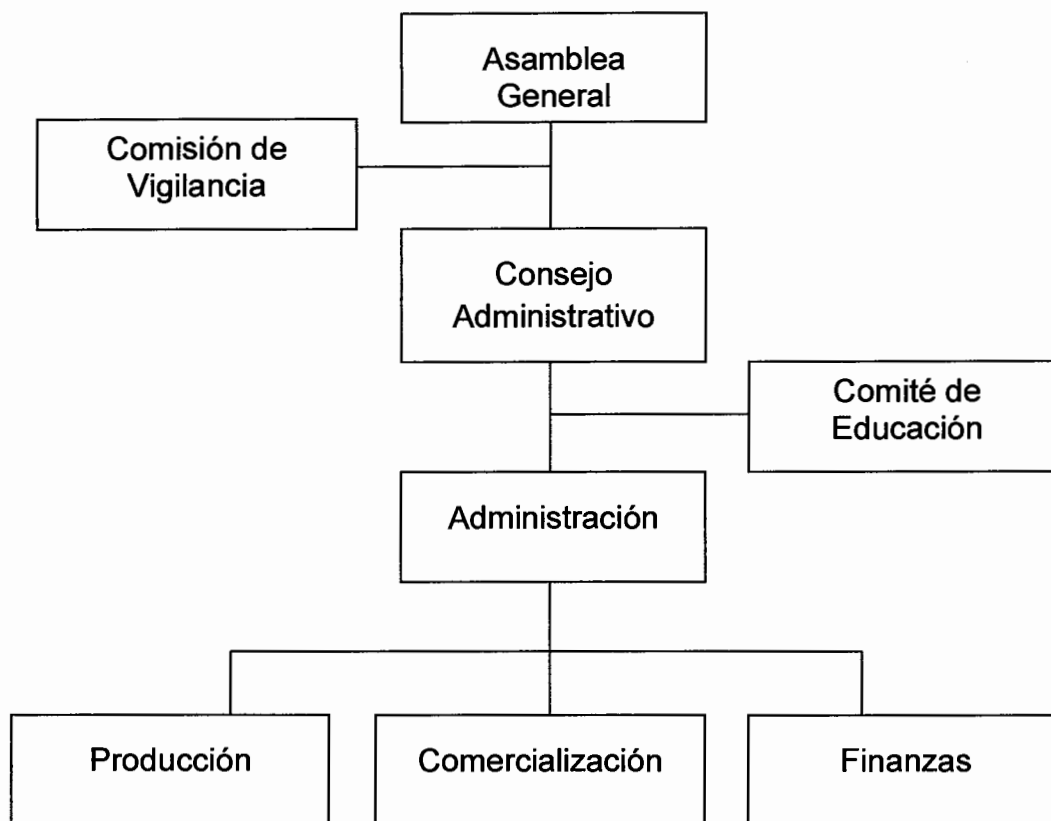 Asamblea
General
Comisión de
Vigilancia
Consejo
Administrativo
Comité de
Educación
Administración
Producción
Comercialización
Finanzas